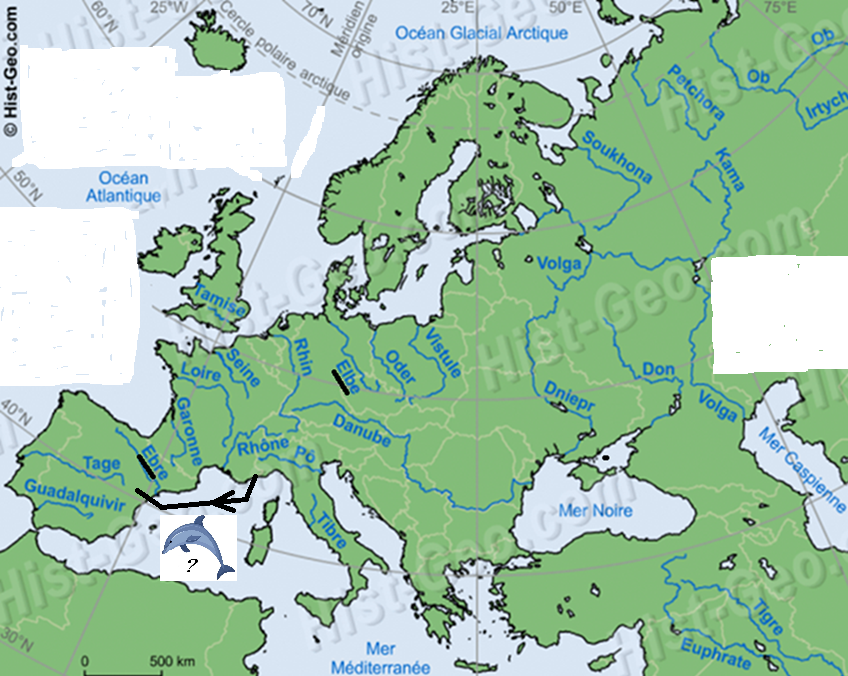 © Hist-Geo.com
60°N
25°W
Cercle polaire arctique
70°N
Méridien origine
Océan Glacial Arctique
25°E
50°E
75°E
Hist-Geo.com
Ob
Ob
Irtych
Petchora
Soukhona
Kama
50°N
Océan
Atlantique
Volga
Tamise
Rhin
Elbe
Oder
Vistule
Seine
Loire
Garonne
Don
Dniepr
Volga
40°N
Danube
Rhône
Pô
Ebre
Tage
Guadalquivir
Mer Caspienne
Mer Noire
Tibre
?
Tigre
Euphrate
30°N
0
500 km
Mer
Méditerranée